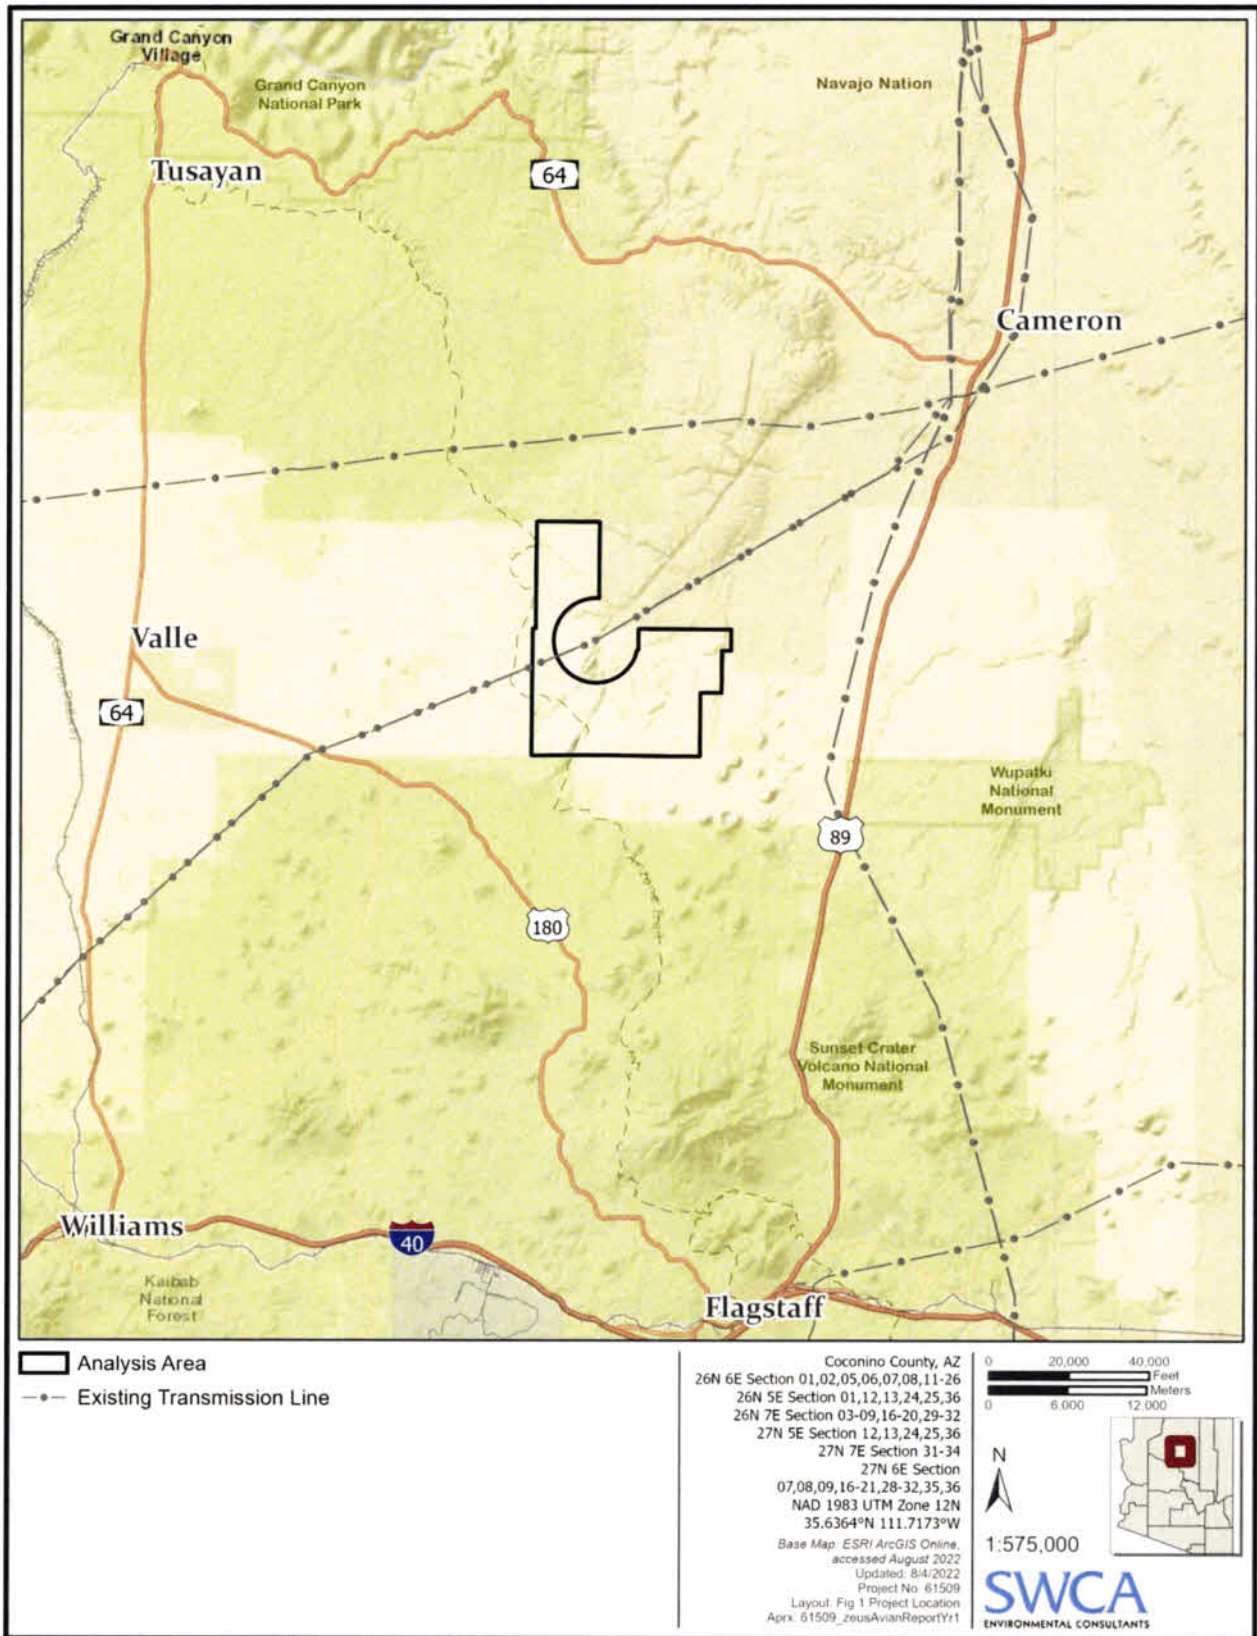 Grand Canyon
Village
Grand Canyon
National Park
Navajo Nation
Tusayan
64
Cameron
Valle
64
Wupatki
National
Monument
89
180
Sunset Crater
Volcano National
Monument
Williams
40
Kaibab
National
Forest
Flagstaff
Analysis Area
Existing Transmission Line
Coconino County, AZ
26N 6E Section 01,02,05,06,07,08,11-26
26N 5E Section 01,12,13,24,25,36
26N 7E Section 03-09,16-20,29-32
27N 5E Section 12,13,24,25,36
27N 7E Section 31-34
27N 6E Section
07,08,09,16-21,28-32,35,36
NAD 1983 UTM Zone 12N
35.6364°N 111.7173°W
Base Map: ESRI ArcGIS Online,
accessed August 2022
Updated: 8/4/2022
Project No. 61509
Layout: Fig 1 Project Location
Aprx: 61509_zeusAvianReportYr1
0 20,000 40,000
Feet
Meters
0 6,000 12,000
N
1:575,000
SWCA
ENVIRONMENTAL CONSULTANTS